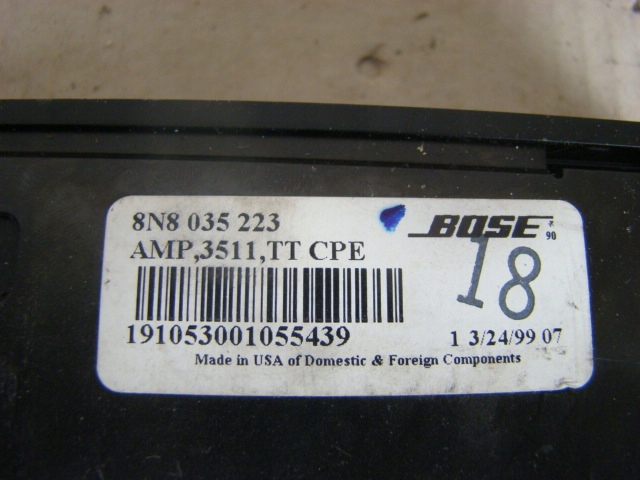 8N8 035 223
BOSE
90
AMP,3511,TT CPE
18
191053001055439
1 3/24/99 07
Made in USA of Domestic & Foreign Components